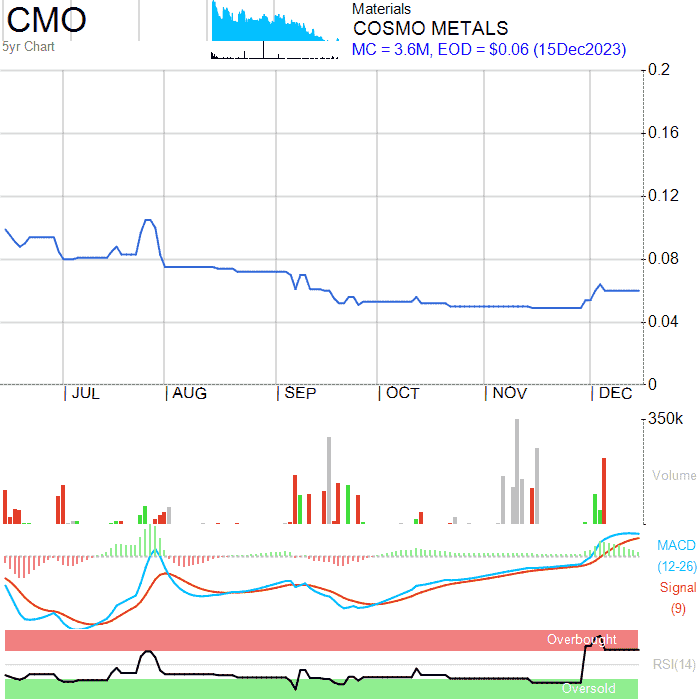 CMO
5yr Chart
Materials
COSMO METALS
MC = 3.6M, EOD = $0.06 (15Dec2023)
0.2
0.16
0.12
0.08
0.04
0
JUL AUG SEP OCT NOV DEC
350k
Volume
MACD
(12-26)
Signal
(9)
Overbought
RSI(14)
Oversold